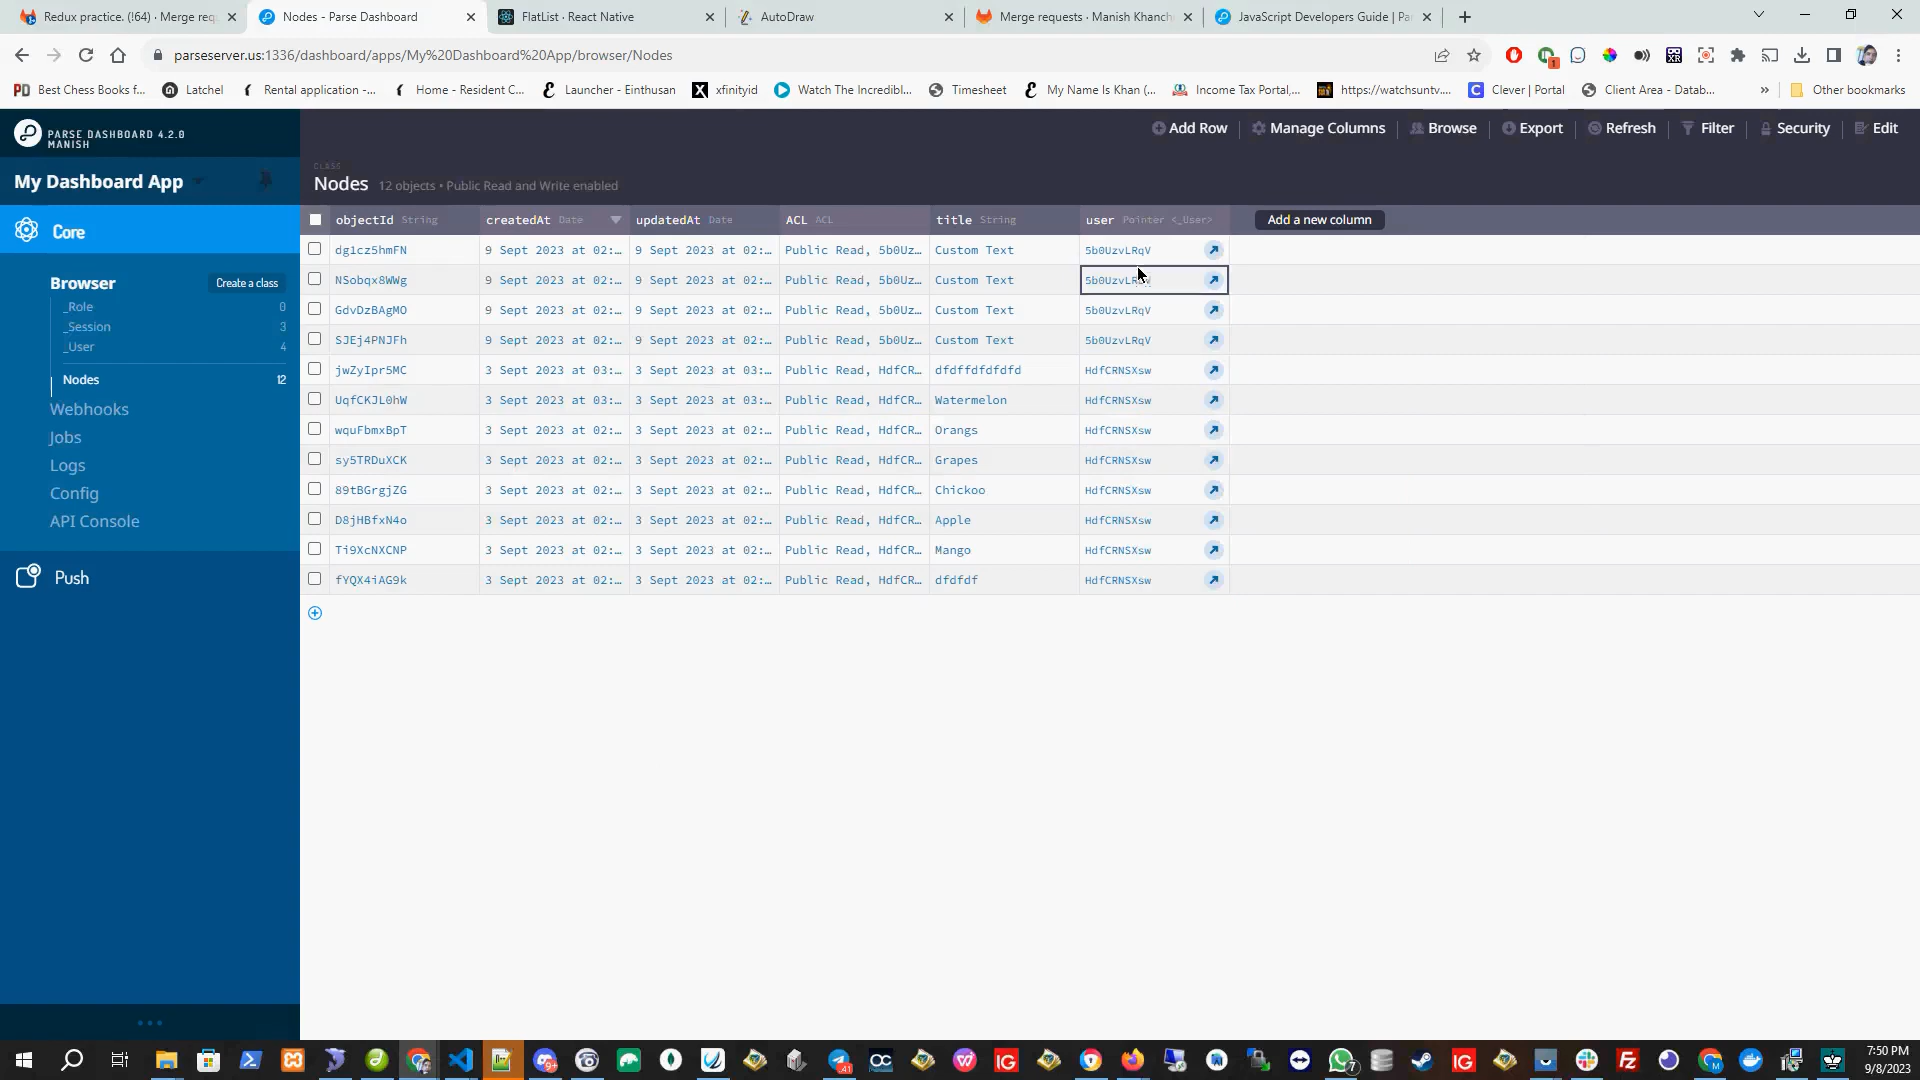 Redux practice. (!64) · Merge req
Nodes - Parse Dashboard
FlatList · React Native
AutoDraw
Merge requests · Manish Khanch
JavaScript Developers Guide | Pa
parseserver.us:1336/dashboard/apps/My%20Dashboard%20App/browser/Nodes
Best Chess Books f...
Latchel
Rental application -...
Home - Resident C...
Launcher - Einthusan
xfinityid
Watch The Incredibl...
Timesheet
My Name Is Khan (...
Income Tax Portal,...
https://watchsuntv....
Clever | Portal
Client Area - Datab...
Other bookmarks
PARSE DASHBOARD 4.2.0
MANISH
Add Row
Manage Columns
Browse
Export
Refresh
Filter
Security
Edit
My Dashboard App
CLASS
Nodes 12 objects • Public Read and Write enabled
Core
Browser
Create a class
_Role 0
_Session 3
_User 4
Nodes 12
Webhooks
Jobs
Logs
Config
API Console
Push
objectId String createdAt Date updatedAt Date ACL ACL title String user Pointer <_User> Add a new column
dg1cz5hmFN 9 Sept 2023 at 02:… 9 Sept 2023 at 02:… Public Read, 5b0Uz… Custom Text 5b0UzvLRqV
NSobqx8WWg 9 Sept 2023 at 02:… 9 Sept 2023 at 02:… Public Read, 5b0Uz… Custom Text
GdvDzBAgMO 9 Sept 2023 at 02:… 9 Sept 2023 at 02:… Public Read, 5b0Uz… Custom Text 5b0UzvLRqV
SJEj4PNJFh 9 Sept 2023 at 02:… 9 Sept 2023 at 02:… Public Read, 5b0Uz… Custom Text 5b0UzvLRqV
jwZyIpr5MC 3 Sept 2023 at 03:… 3 Sept 2023 at 03:… Public Read, HdfCR… dfdffdfdfdfd HdfCRNSXsw
UqfCKJL0hW 3 Sept 2023 at 03:… 3 Sept 2023 at 03:… Public Read, HdfCR… Watermelon HdfCRNSXsw
wquFbmxBpT 3 Sept 2023 at 02:… 3 Sept 2023 at 02:… Public Read, HdfCR… Orangs HdfCRNSXsw
sy5TRDuXCK 3 Sept 2023 at 02:… 3 Sept 2023 at 02:… Public Read, HdfCR… Grapes HdfCRNSXsw
89tBGrgjZG 3 Sept 2023 at 02:… 3 Sept 2023 at 02:… Public Read, HdfCR… Chickoo HdfCRNSXsw
D8jHBfxN4o 3 Sept 2023 at 02:… 3 Sept 2023 at 02:… Public Read, HdfCR… Apple HdfCRNSXsw
Ti9XcNXCNP 3 Sept 2023 at 02:… 3 Sept 2023 at 02:… Public Read, HdfCR… Mango HdfCRNSXsw
fYQX4iAG9k 3 Sept 2023 at 02:… 3 Sept 2023 at 02:… Public Read, HdfCR… dfdfdf HdfCRNSXsw
7:50 PM
9/8/2023